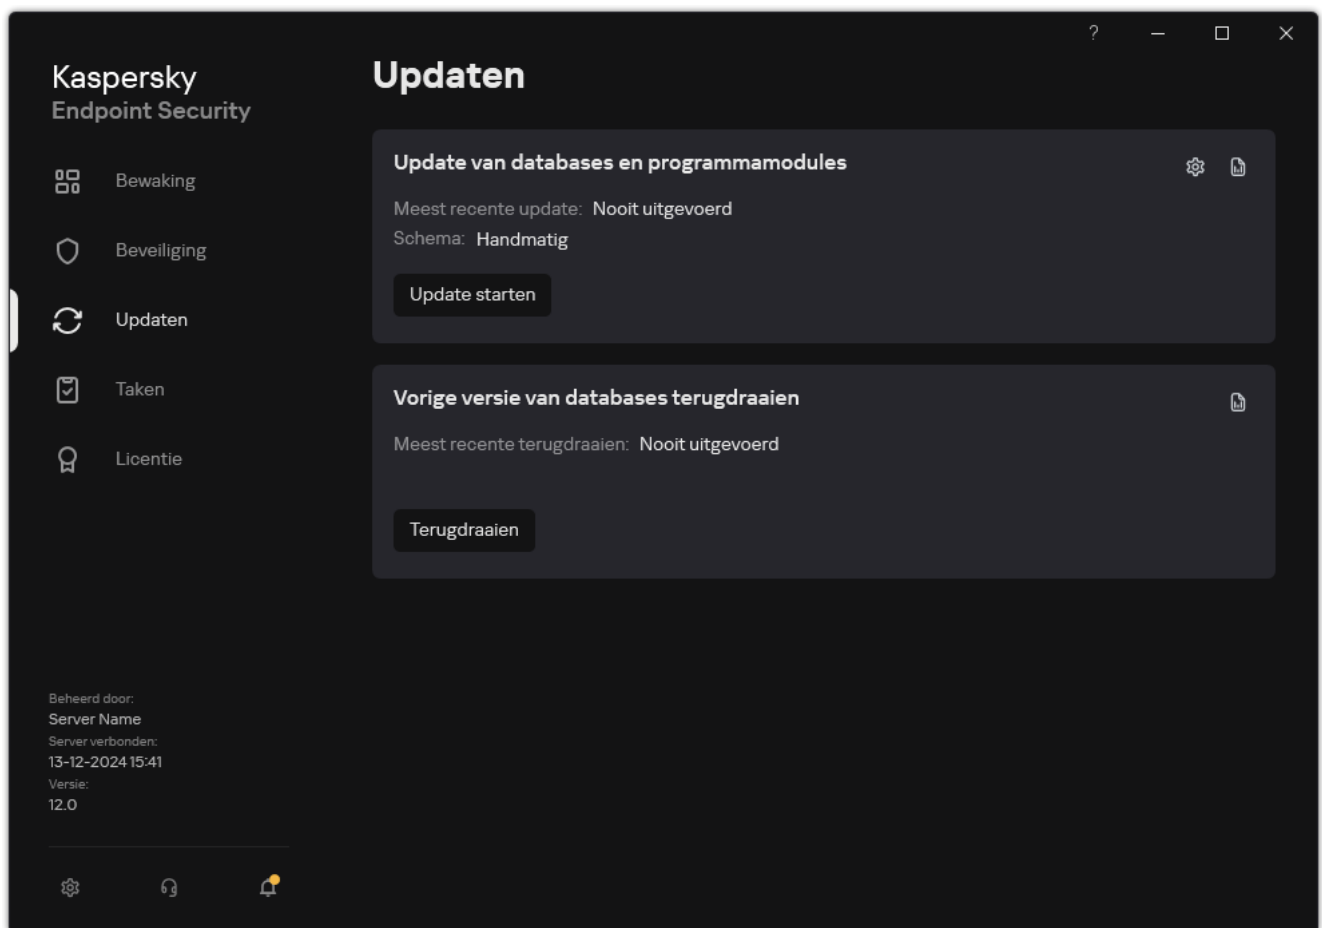 ?
Kaspersky
Endpoint Security
Bewaking
Beveiliging
Updaten
Taken
Licentie
Beheerd door:
Server Name
Server verbonden:
13-12-2024 15:41
Versie:
12.0
Updaten
Update van databases en programmamodules
Meest recente update: Nooit uitgevoerd
Schema: Handmatig
Update starten
Vorige versie van databases terugdraaien
Meest recente terugdraaien: Nooit uitgevoerd
Terugdraaien